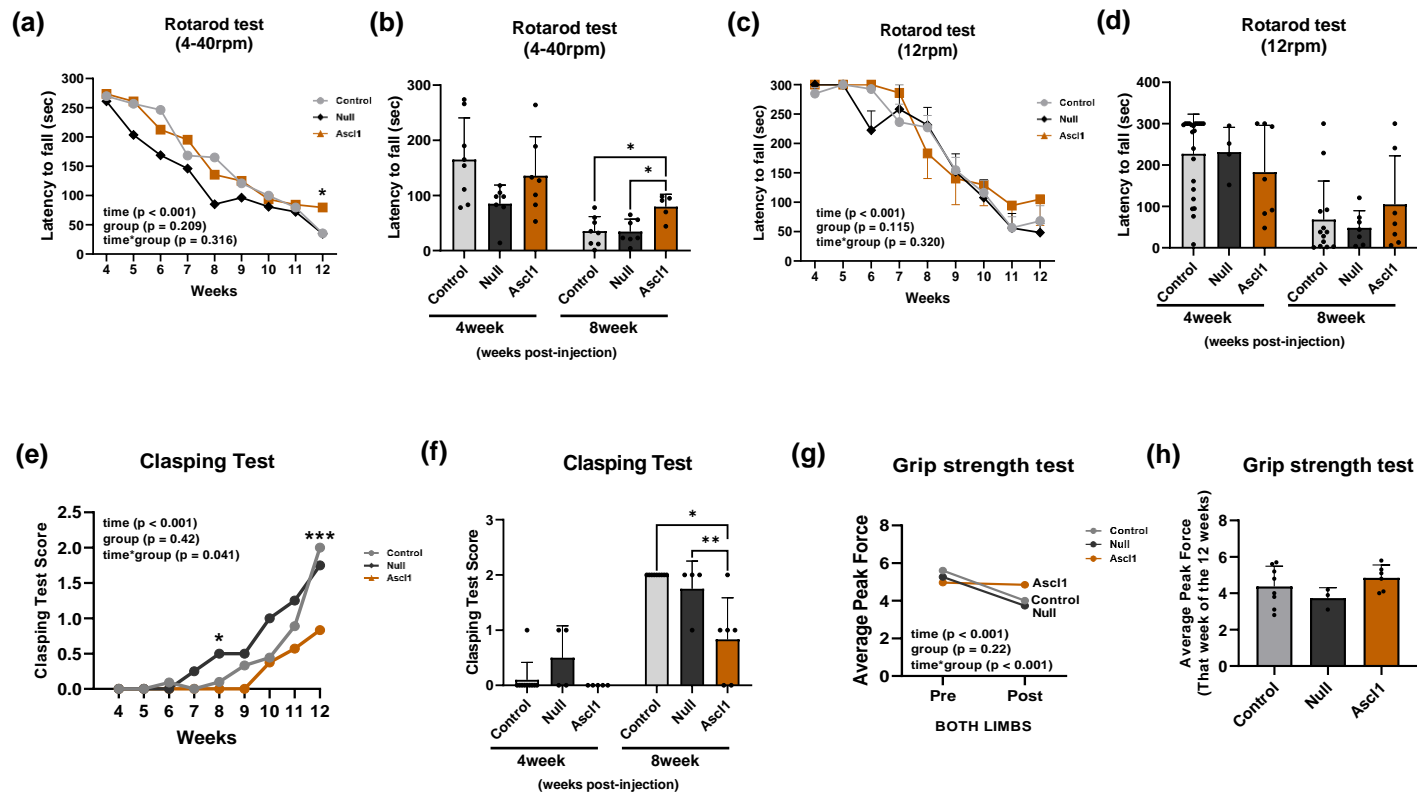 (a)
Rotarod test
(4-40rpm)
Latency to fall (sec)
300
250
200
150
100
50
0
Control
Null
Ascl1
*
time (p < 0.001)
group (p = 0.209)
time*group (p = 0.316)
4 5 6 7 8 9 10 11 12
Weeks
(b)
Rotarod test
(4-40rpm)
Latency to fall (sec)
300
200
100
0
*
*
Control Null Ascl1 Control Null Ascl1
4week 8week
(weeks post-injection)
(c)
Rotarod test
(12rpm)
Latency to fall (sec)
300
250
200
150
100
50
0
Control
Null
Ascl1
time (p < 0.001)
group (p = 0.115)
time*group (p = 0.320)
4 5 6 7 8 9 10 11 12
Weeks
(d)
Rotarod test
(12rpm)
Latency to fall (sec)
400
300
200
100
0
Control Null Ascl1 Control Null Ascl1
4week 8week
(weeks post-injection)
(e)
Clasping Test
Clasping Test Score
2.5
2.0
1.5
1.0
0.5
0.0
time (p < 0.001)
group (p = 0.42)
time*group (p = 0.041)
***
*
Control
Null
Ascl1
4 5 6 7 8 9 10 11 12
Weeks
(f)
Clasping Test
Clasping Test Score
3
2
1
0
*
**
Control Null Ascl1 Control Null Ascl1
4week 8week
(weeks post-injection)
(g)
Grip strength test
Average Peak Force
8
6
4
2
0
Control
Null
Ascl1
Ascl1
Control
Null
time (p < 0.001)
group (p = 0.22)
time*group (p < 0.001)
Pre Post
BOTH LIMBS
(h)
Grip strength test
Average Peak Force
(That week of the 12 weeks)
8
6
4
2
0
Control Null Ascl1